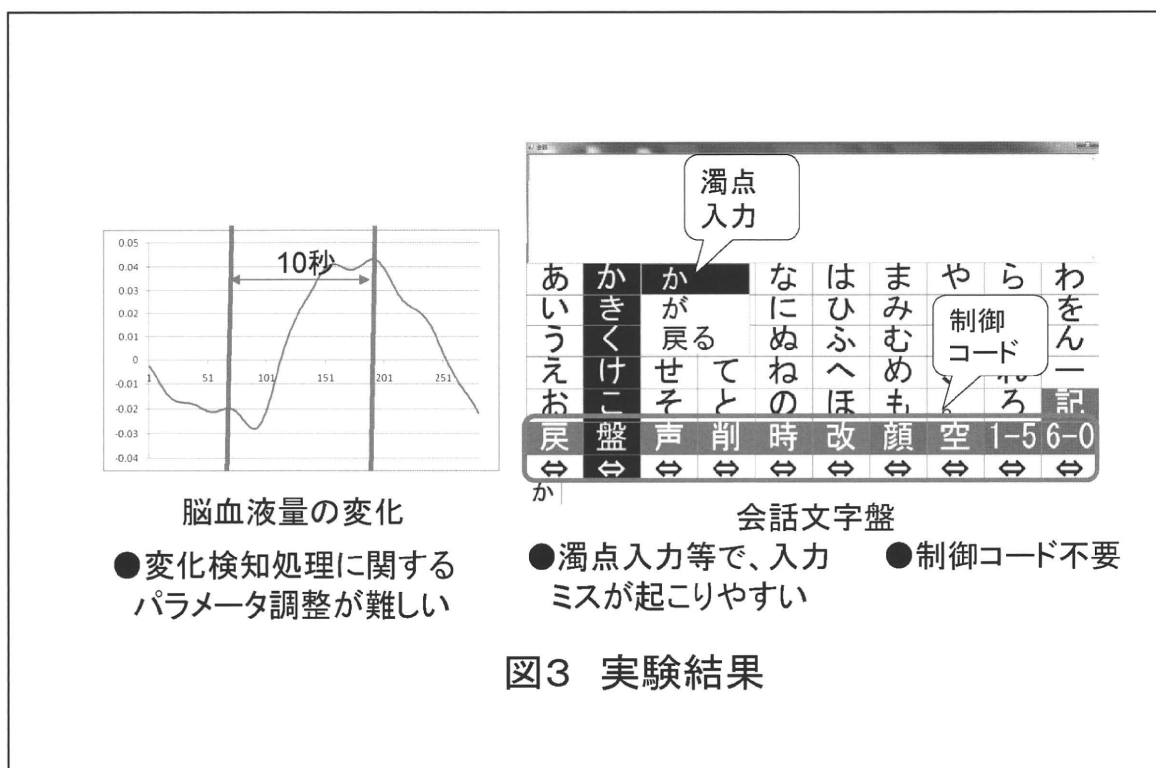 会話
濁点
入力
0.05
0.04
0.03
0.02
0.01
0
-0.01
-0.02
-0.03
-0.04
1
51
101
151
201
251
10秒
あ か か な は ま や ら わ
い き が に ひ み を
う く 戻る ぬ ふ む ん
え け せ て ね へ め れ ー
お こ そ と の ほ も 。 ろ 記
制御
コード
戻 盤 声 削 時 改 顔 空 1-5 6-0
⇔ ⇔ ⇔ ⇔ ⇔ ⇔ ⇔ ⇔ ⇔ ⇔
か
脳血液量の変化
●変化検知処理に関する
パラメータ調整が難しい
会話文字盤
●濁点入力等で、入力
ミスが起こりやすい
●制御コード不要
図3 実験結果